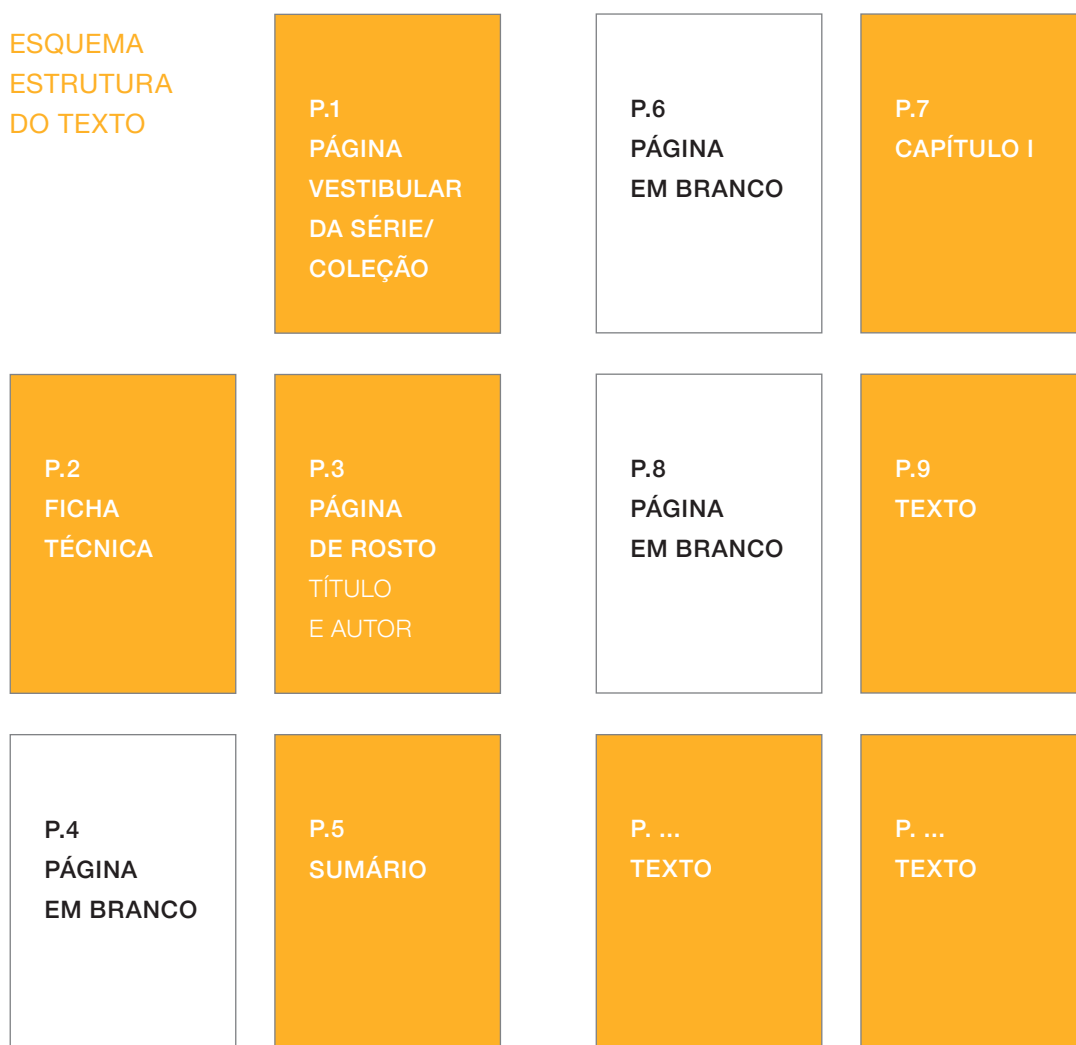 ESQUEMA
ESTRUTURA
DO TEXTO
P.1
PÁGINA
VESTIBULAR
DA SÉRIE/
COLEÇÃO
P.2
FICHA
TÉCNICA
P.3
PÁGINA
DE ROSTO
TÍTULO
E AUTOR
P.4
PÁGINA
EM BRANCO
P.5
SUMÁRIO
P.6
PÁGINA
EM BRANCO
P.7
CAPÍTULO I
P.8
PÁGINA
EM BRANCO
P.9
TEXTO
P. ...
TEXTO
P. ...
TEXTO